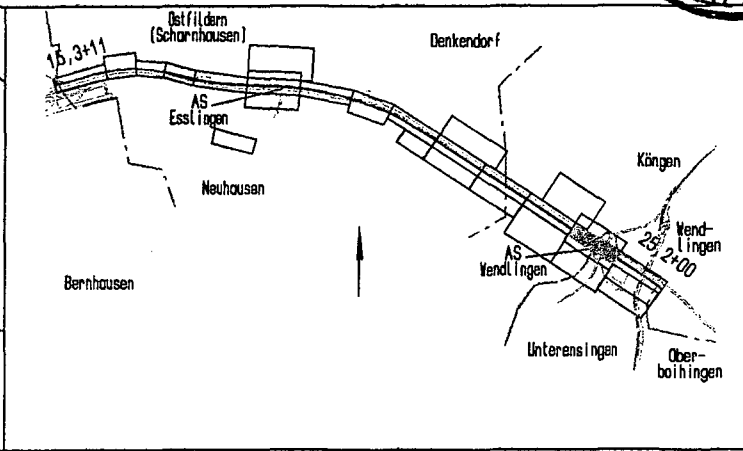 Ostfildern
(Scharnhausen)
Denkendorf
15,3+11
AS
Esslingen
Neuhausen
Köngen
Wend-
lingen
25,2+00
AS
Wendlingen
Bernhausen
Unterensingen
Ober-
boihingen